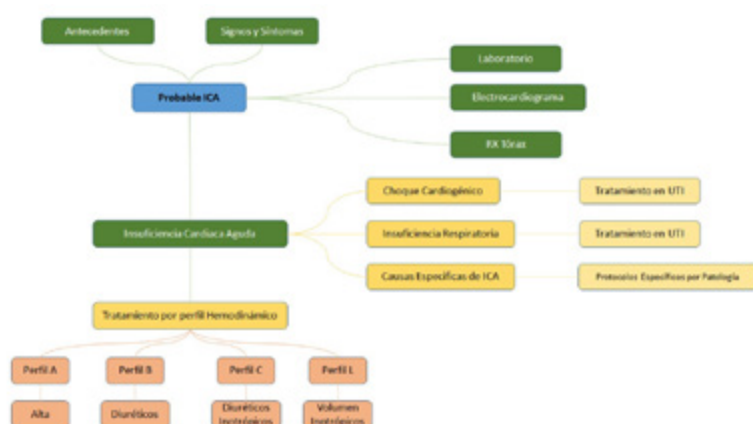 Antecedentes
Signos y Síntomas
Laboratorio
Probable ICA
Electrocardiograma
RX Tórax
Choque Cardiogénico
Tratamiento en UTI
Insuficiencia Cardiaca Aguda
Insuficiencia Respiratoria
Tratamiento en UTI
Causas Específicas de ICA
Protocolos Específicos por Patología
Tratamiento por perfil Hemodinámico
Perfil A
Perfil B
Perfil C
Perfil L
Alta
Diuréticos
Diuréticos
Inotrópicos
Volumen
Inotrópicos